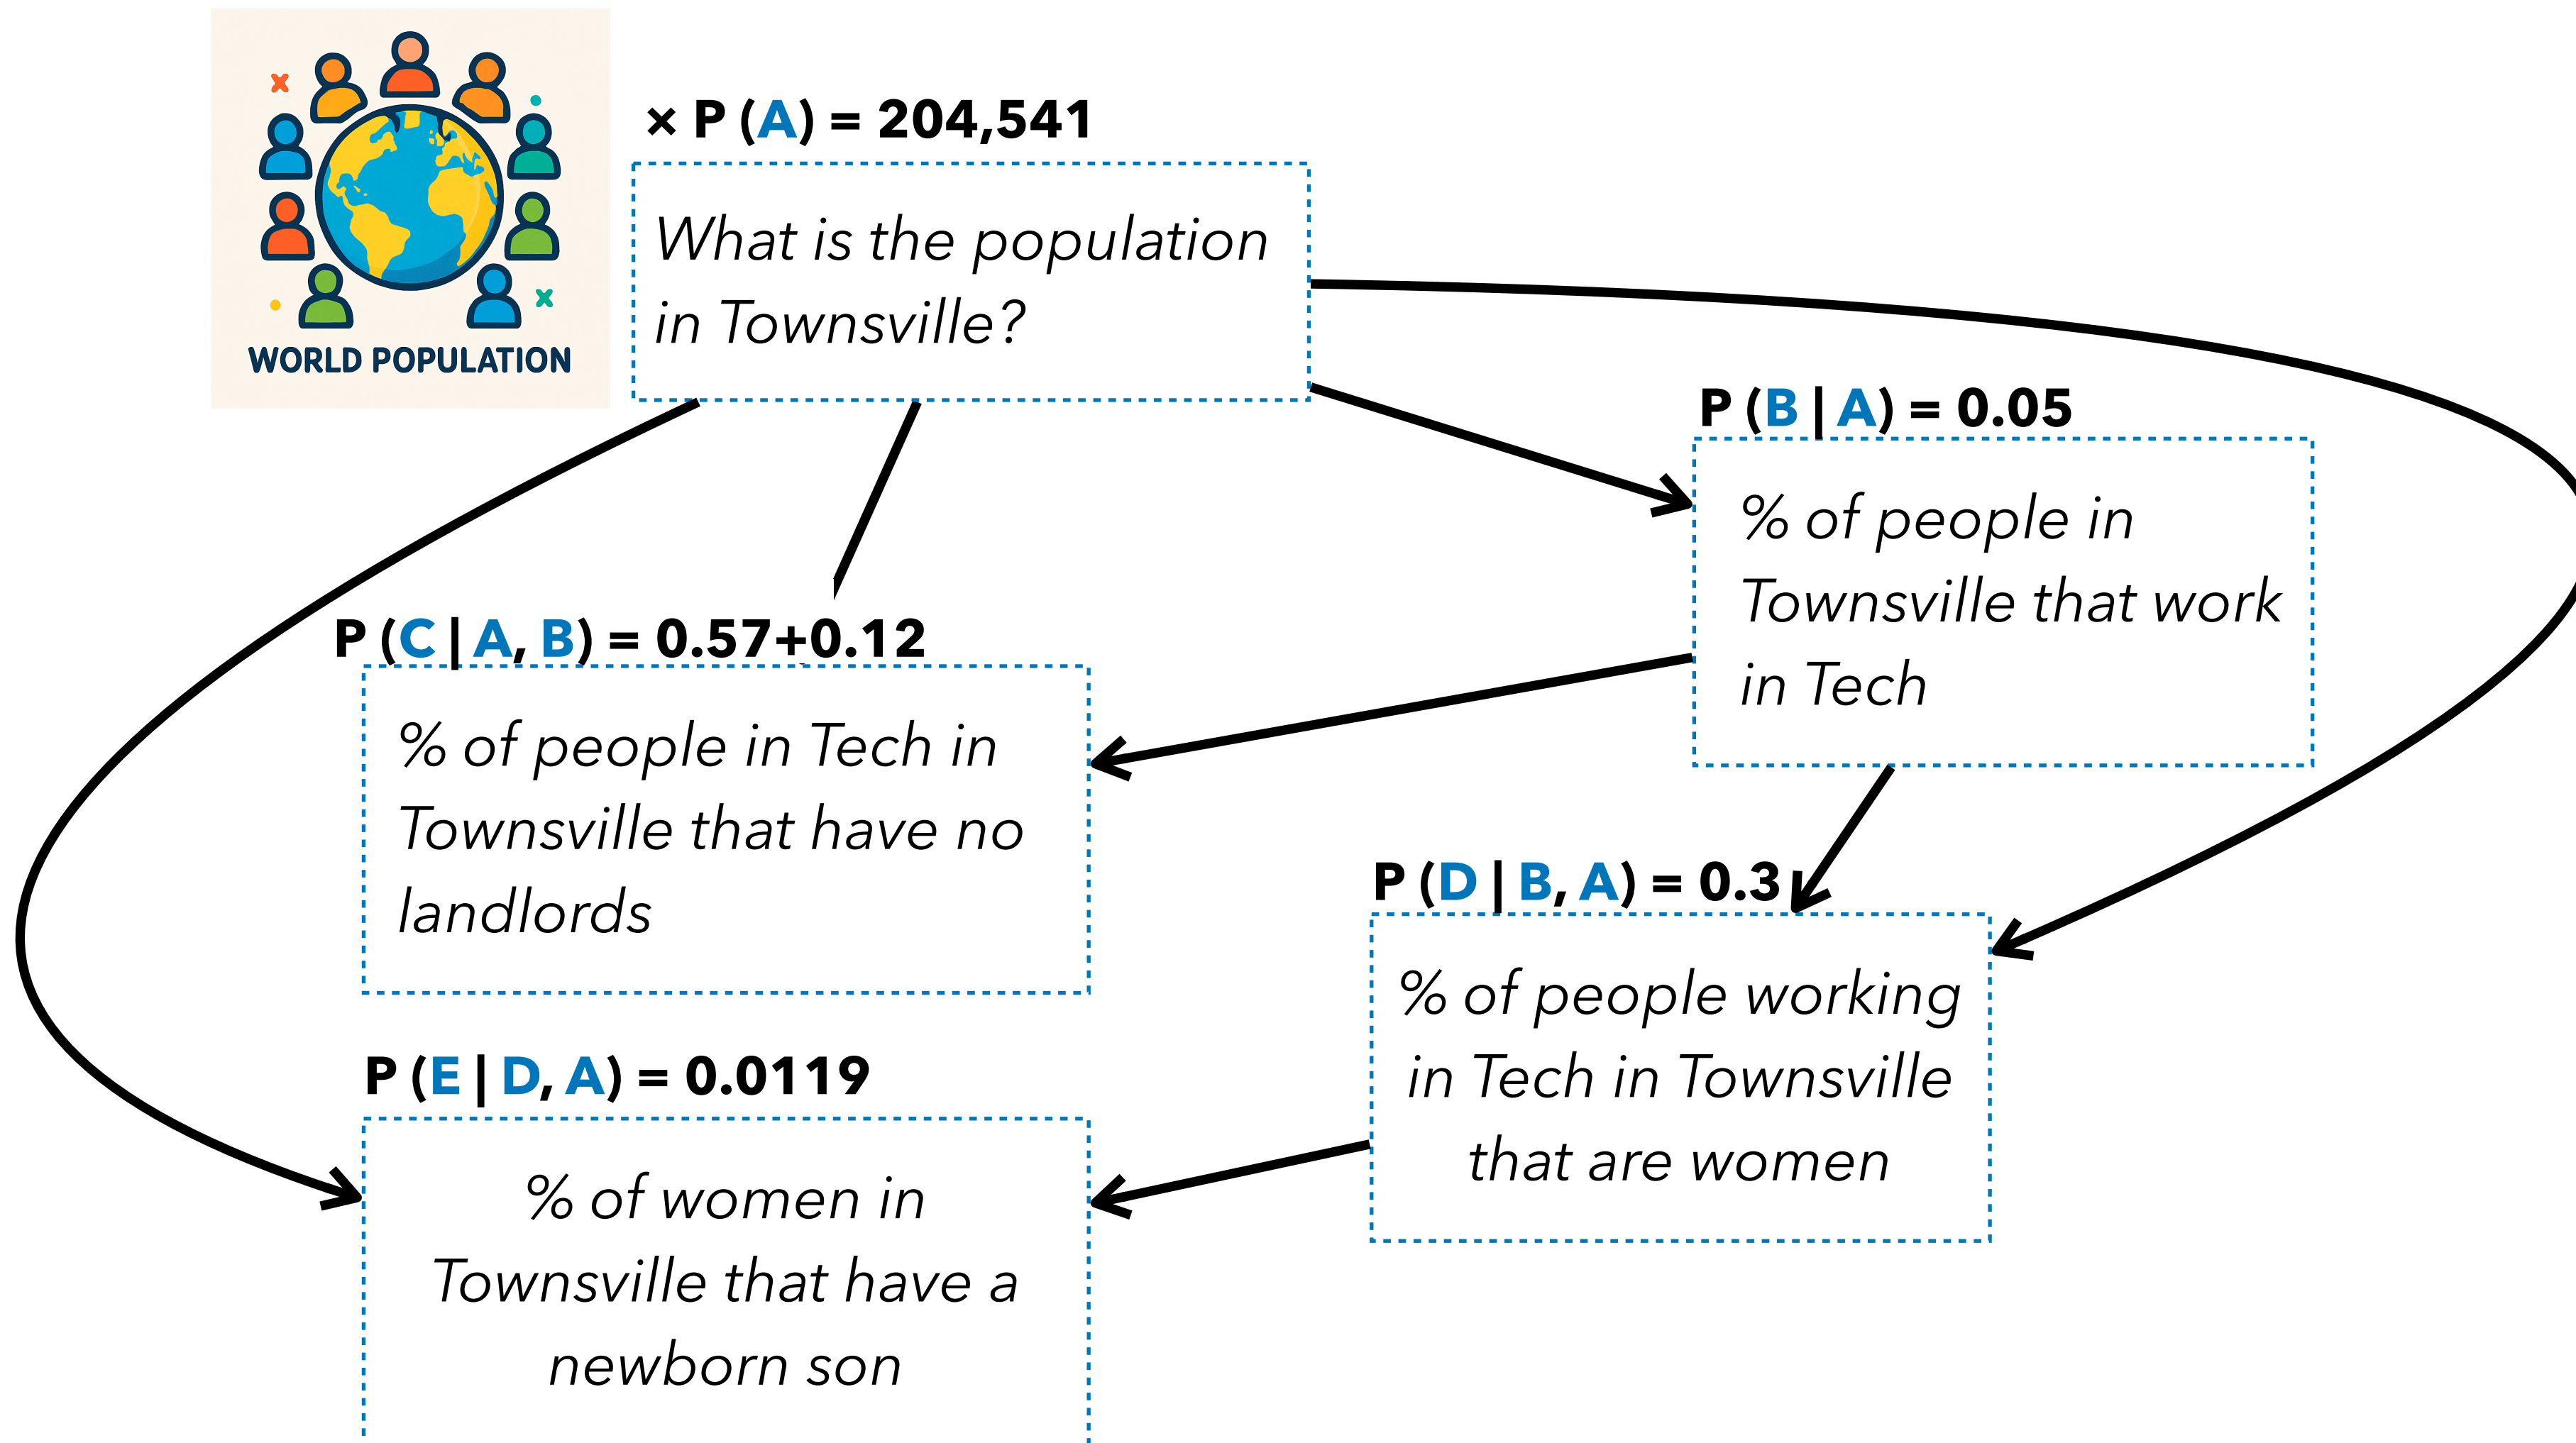 WORLD POPULATION
× P (A) = 204,541
What is the population
in Townsville?
P (B | A) = 0.05
% of people in
Townsville that work
in Tech
P (C | A, B) = 0.57+0.12
% of people in Tech in
Townsville that have no
landlords
P (D | B, A) = 0.3
% of people working
in Tech in Townsville
that are women
P (E | D, A) = 0.0119
% of women in
Townsville that have a
newborn son